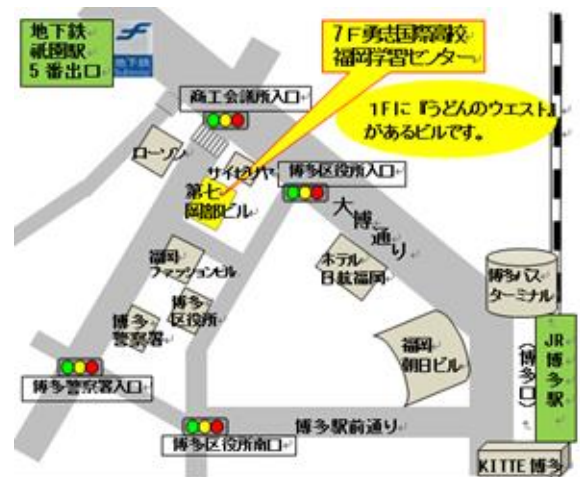 地下鉄
祇園駅
5番出口
地下鉄
7F勇志国際高校
福岡学習センター
1Fに『うどんのウエスト』
があるビルです。
商工会議所入口
ローソン
サイゼリヤ
博多区役所入口
第七
岡部ビル
大博通り
福岡
ファッションビル
ホテル
日航福岡
博多バス
ターミナル
博多
区役所
博多
警察署
福岡
朝日ビル
JR博多駅
(博多口)
博多警察署入口
博多駅前通り
博多区役所南口
KITTE 博多